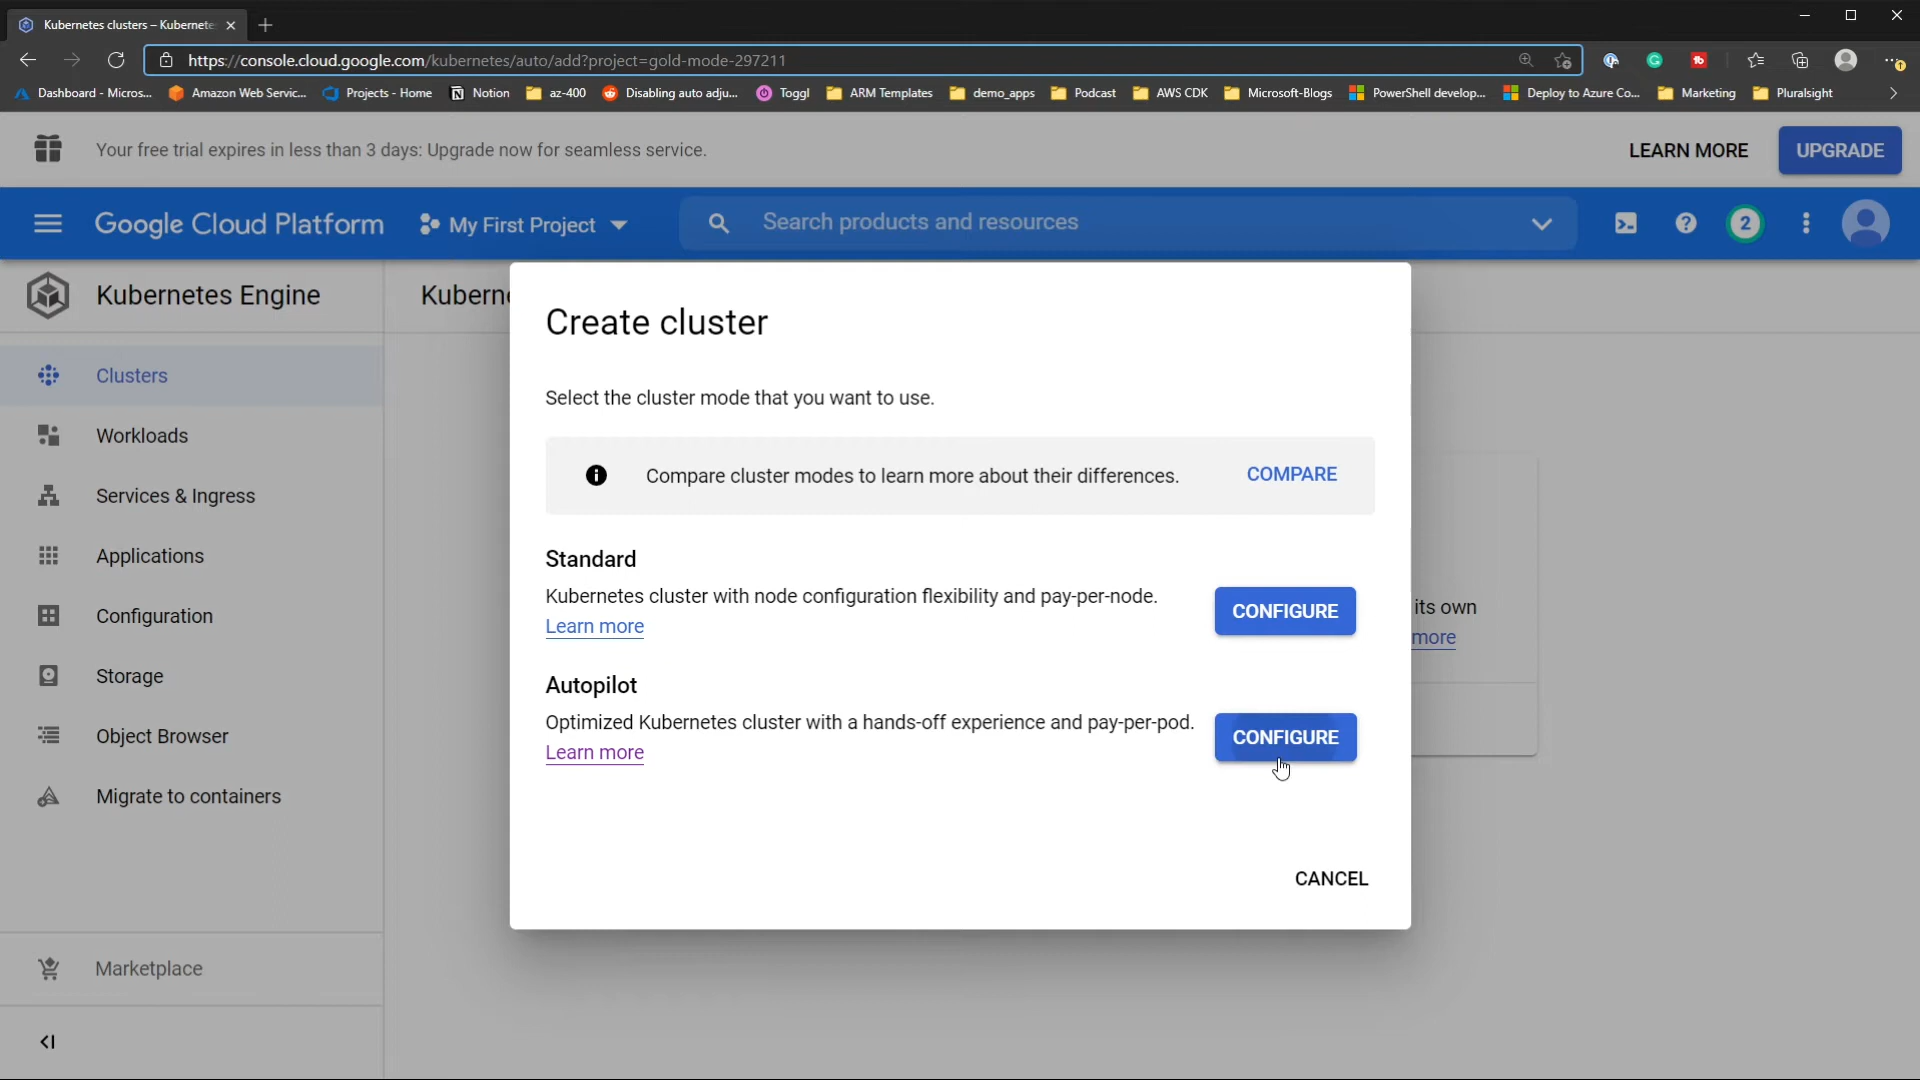 Kubernetes clusters – Kubernete
https://console.cloud.google.com/kubernetes/auto/add?project=gold-mode-297211
Dashboard - Micros...
Amazon Web Servic...
Projects - Home
Notion
az-400
Disabling auto adju...
Toggl
ARM Templates
demo_apps
Podcast
AWS CDK
Microsoft-Blogs
PowerShell develop...
Deploy to Azure Co...
Marketing
Pluralsight
Your free trial expires in less than 3 days: Upgrade now for seamless service.
LEARN MORE
UPGRADE
Google Cloud Platform
My First Project
Search products and resources
2
Kubernetes Engine
Kuberne
Clusters
Workloads
Services & Ingress
Applications
Configuration
Storage
Object Browser
Migrate to containers
Marketplace
Create cluster
Select the cluster mode that you want to use.
Compare cluster modes to learn more about their differences.
COMPARE
Standard
Kubernetes cluster with node configuration flexibility and pay-per-node.
Learn more
CONFIGURE
Autopilot
Optimized Kubernetes cluster with a hands-off experience and pay-per-pod.
Learn more
CONFIGURE
CANCEL
its own
more